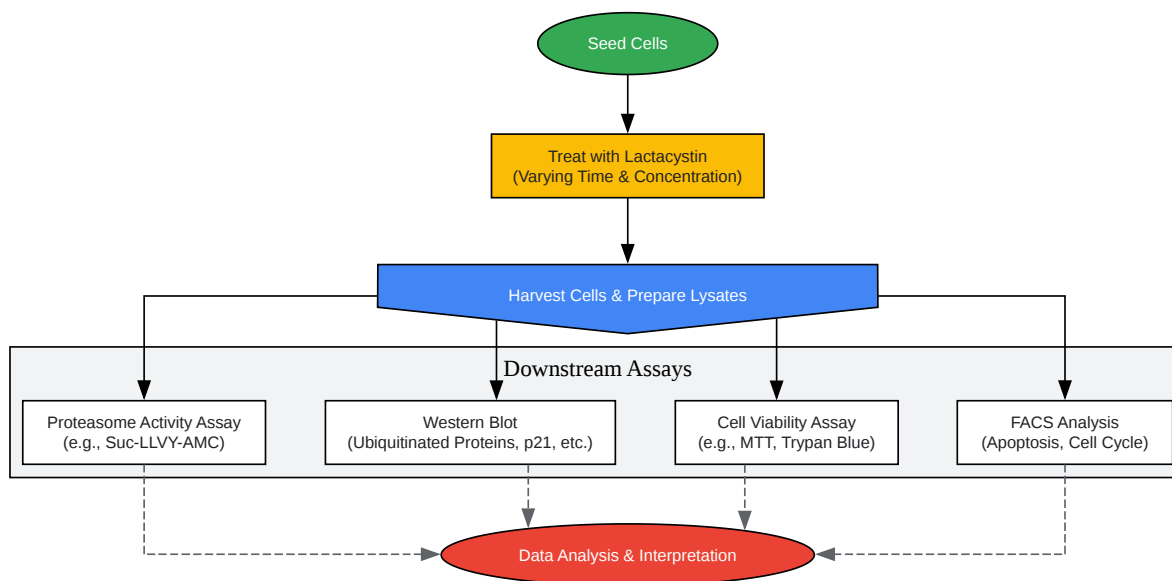 Seed Cells
Treat with Lactacystin
(Varying Time & Concentration)
Harvest Cells & Prepare Lysates
Downstream Assays
Proteasome Activity Assay
(e.g., Suc-LLVY-AMC)
Western Blot
(Ubiquitinated Proteins, p21, etc.)
Cell Viability Assay
(e.g., MTT, Trypan Blue)
FACS Analysis
(Apoptosis, Cell Cycle)
Data Analysis & Interpretation